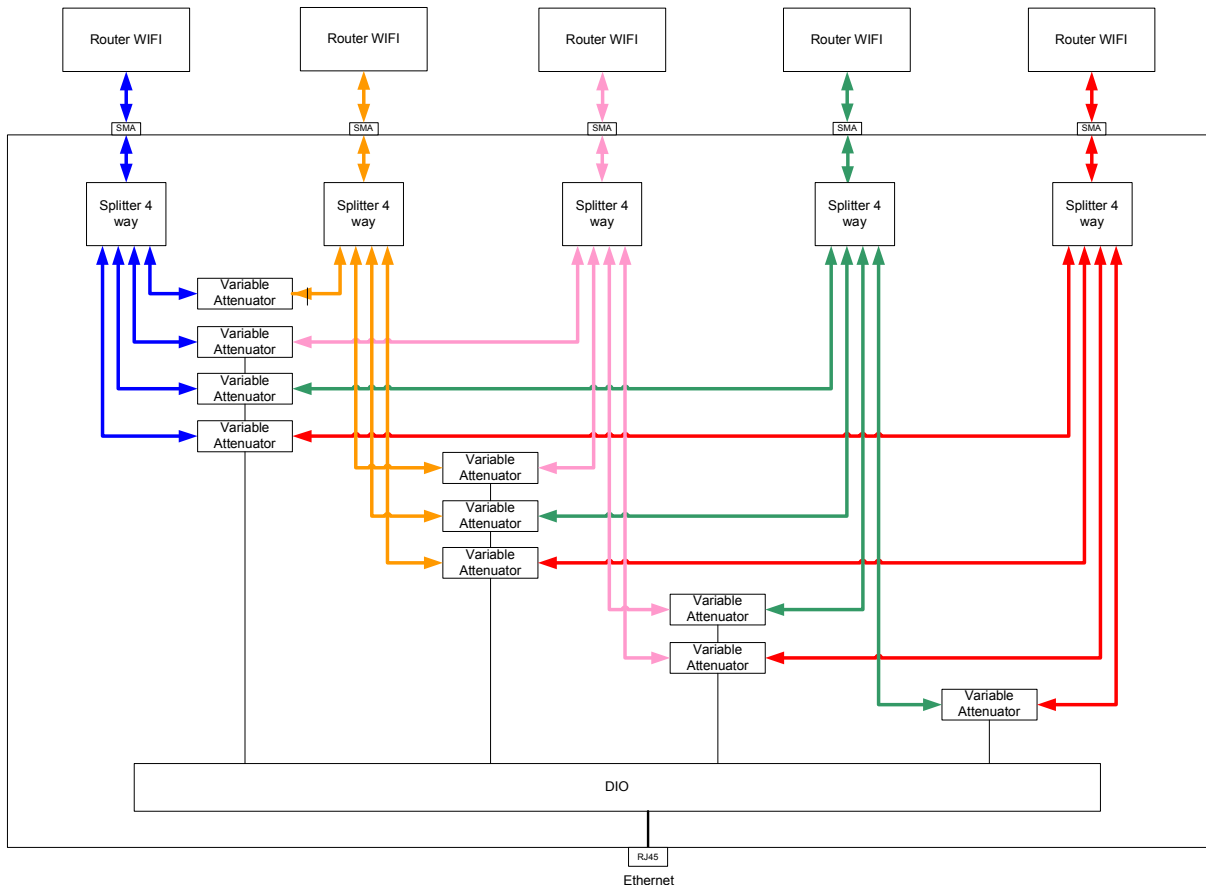 Router WIFI
Router WIFI
Router WIFI
Router WIFI
Router WIFI
SMA
SMA
SMA
SMA
SMA
Splitter 4
way
Splitter 4
way
Splitter 4
way
Splitter 4
way
Splitter 4
way
Variable
Attenuator
Variable
Attenuator
Variable
Attenuator
Variable
Attenuator
Variable
Attenuator
Variable
Attenuator
Variable
Attenuator
Variable
Attenuator
Variable
Attenuator
Variable
Attenuator
DIO
RJ45
Ethernet